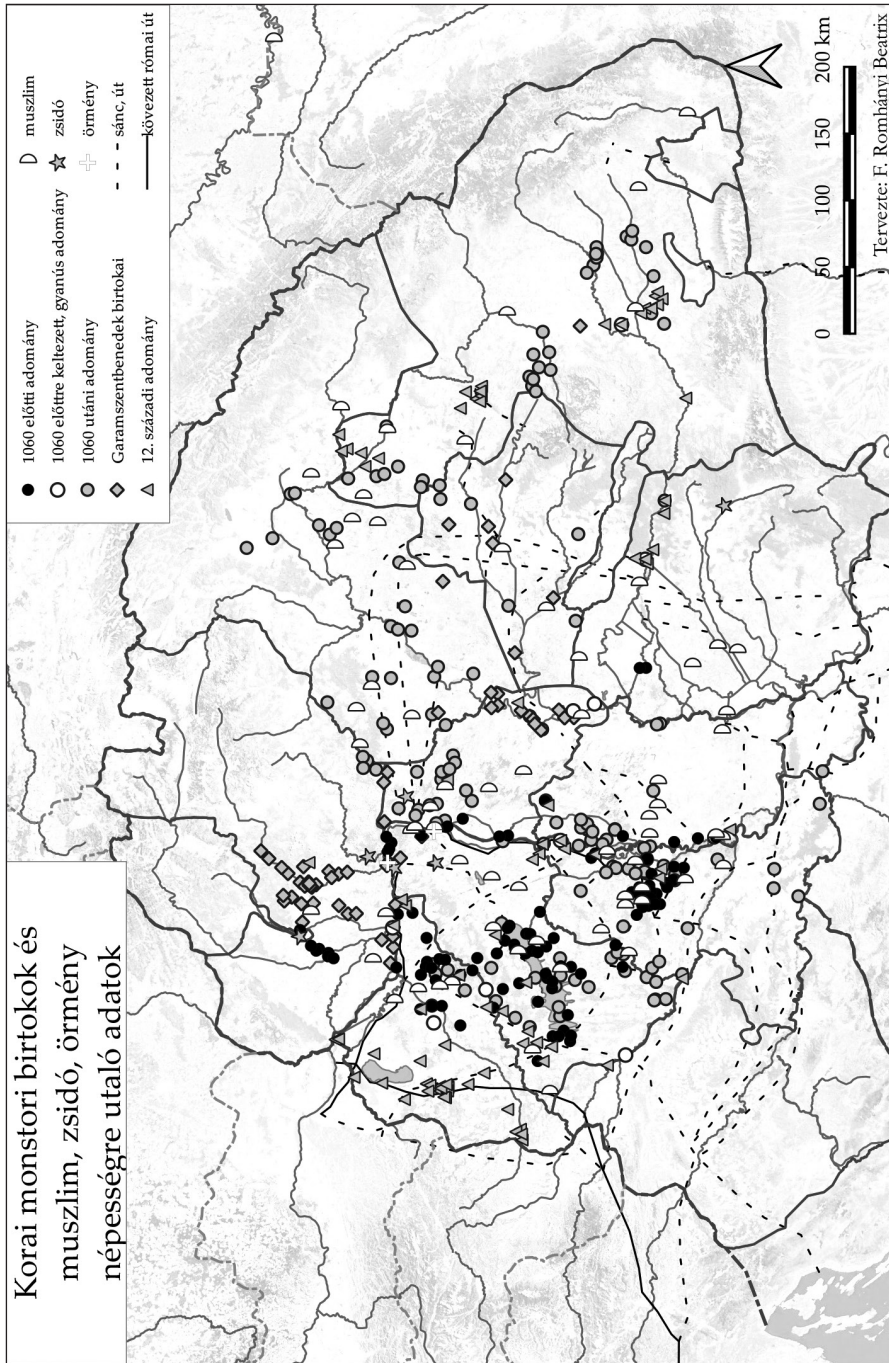 Korai monstori birtokok és
muszlim, zsidó, örmény
népességre utaló adatok
1060 előtti adomány
1060 előttre keltezett, gyanús adomány
1060 utáni adomány
Garamszentbenedek birtokai
12. századi adomány
muszlim
zsidó
örmény
sánc, út
kövezett római út
0 50 100 150 200 km
Tervezte: F. Romhányi Beatrix